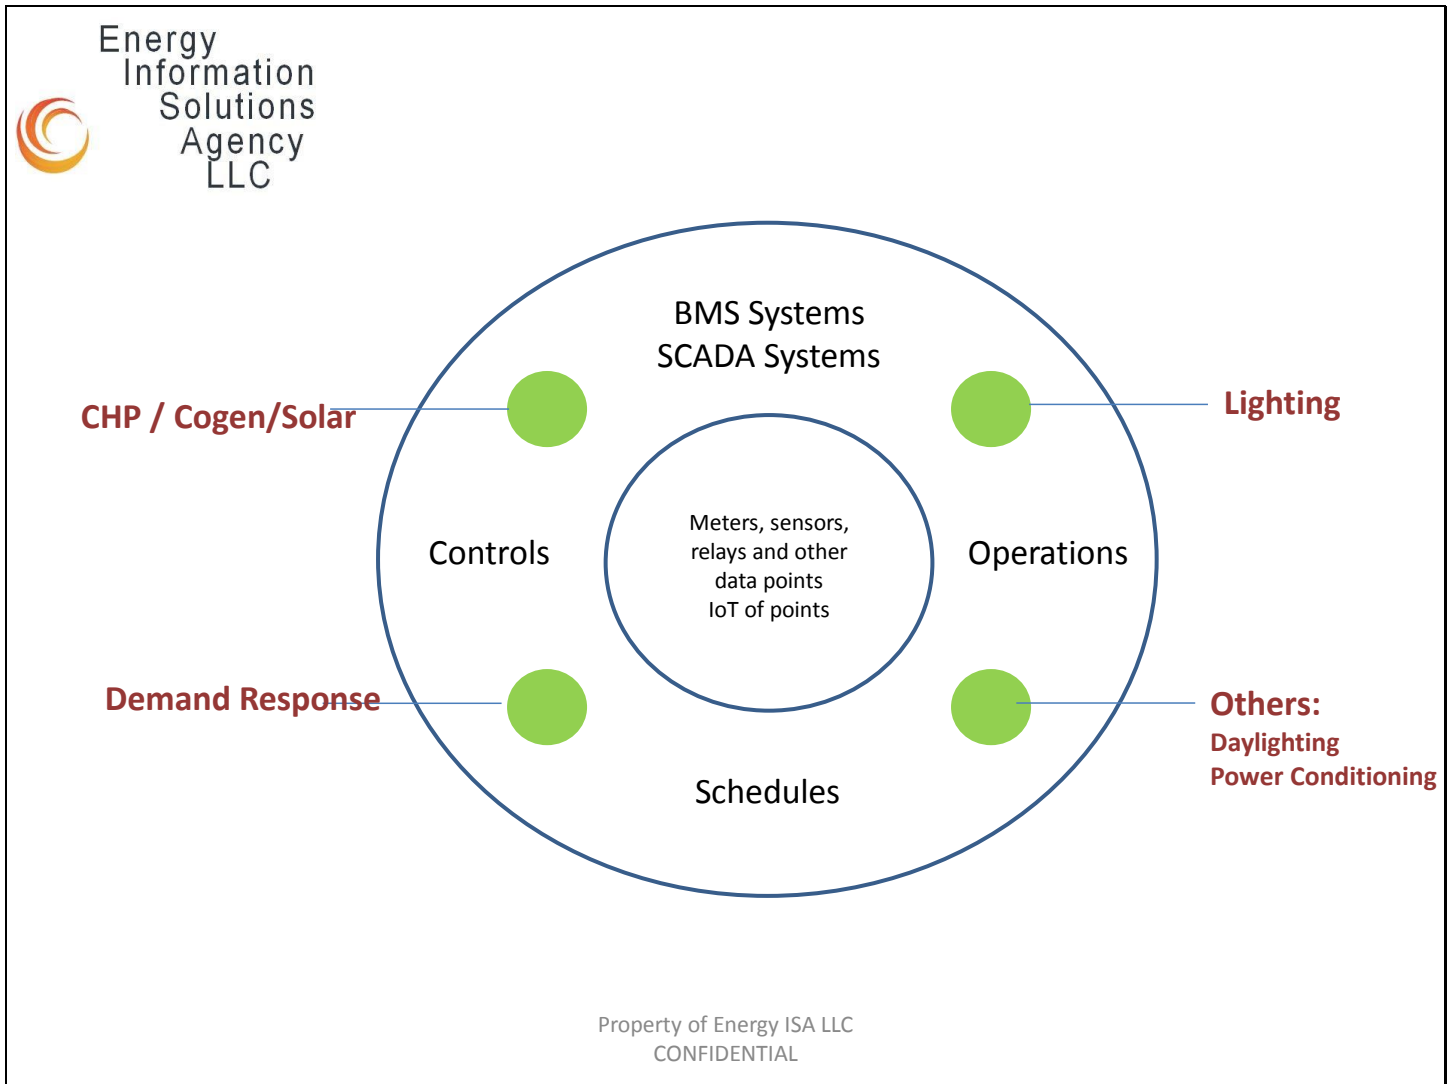 Energy
Information
Solutions
Agency
LLC
BMS Systems
SCADA Systems
CHP / Cogen/Solar
Lighting
Meters, sensors,
relays and other
data points
IoT of points
Controls
Operations
Demand Response
Others:
Daylighting
Power Conditioning
Schedules
Property of Energy ISA LLC
CONFIDENTIAL